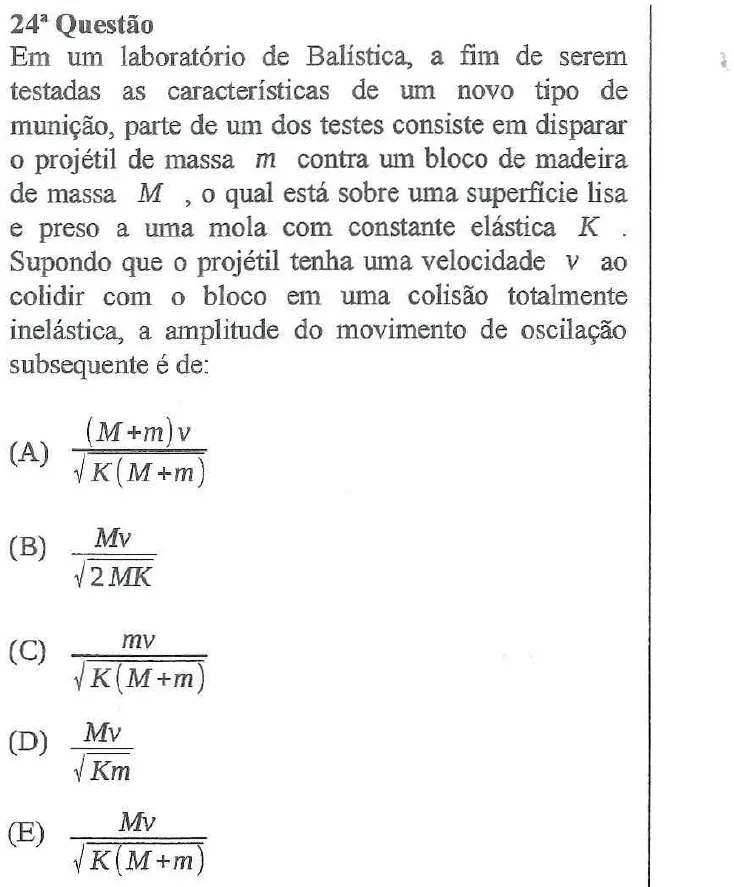 24ª Questão
Em um laboratório de Balística, a fim de serem
testadas as características de um novo tipo de
munição, parte de um dos testes consiste em disparar
o projétil de massa m contra um bloco de madeira
de massa M , o qual está sobre uma superfície lisa
e preso a uma mola com constante elástica K .
Supondo que o projétil tenha uma velocidade v ao
colidir com o bloco em uma colisão totalmente
inelástica, a amplitude do movimento de oscilação
subsequente é de:
(A) (M+m)v / √K(M+m)
(B) Mv / √2MK
(C) mv / √K(M+m)
(D) Mv / √Km
(E) Mv / √K(M+m)